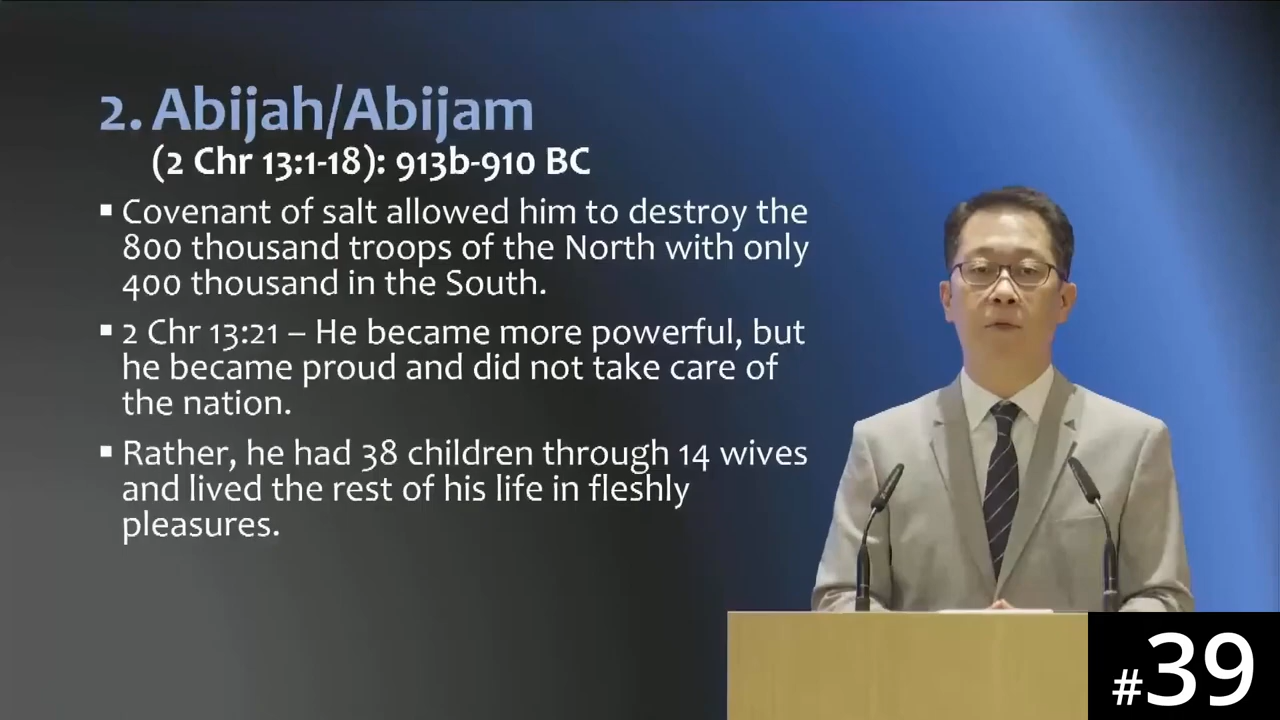 2. Abijah/Abijam
(2 Chr 13:1-18): 913b-910 BC
▪ Covenant of salt allowed him to destroy the
800 thousand troops of the North with only
400 thousand in the South.
▪ 2 Chr 13:21 – He became more powerful, but
he became proud and did not take care of
the nation.
▪ Rather, he had 38 children through 14 wives
and lived the rest of his life in fleshly
pleasures.
#39